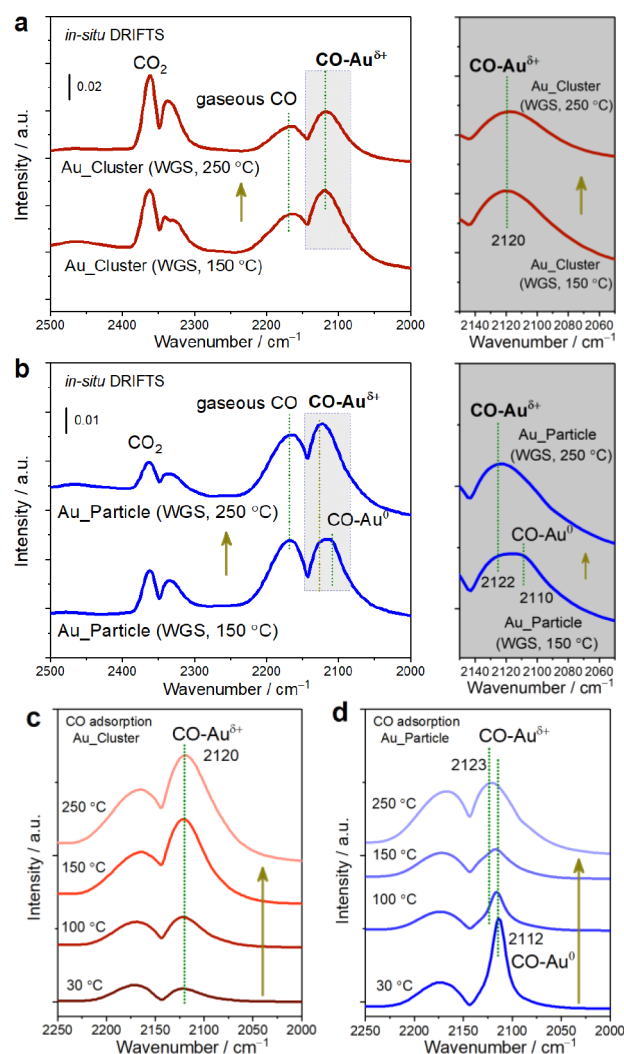 a
in-situ DRIFTS
CO-Au^δ+
CO₂
0.02
gaseous CO
Au_Cluster (WGS, 250 °C)
Au_Cluster (WGS, 150 °C)
Intensity / a.u.
2500 2400 2300 2200 2100 2000
Wavenumber / cm⁻¹
CO-Au^δ+
Au_Cluster
(WGS, 250 °C)
2120
Au_Cluster
(WGS, 150 °C)
2140 2120 2100 2080 2060
Wavenumber / cm⁻¹
b
in-situ DRIFTS
gaseous CO
CO-Au^δ+
0.01
CO₂
Au_Particle (WGS, 250 °C)
CO-Au⁰
Au_Particle (WGS, 150 °C)
Intensity / a.u.
2500 2400 2300 2200 2100 2000
Wavenumber / cm⁻¹
CO-Au^δ+
Au_Particle
(WGS, 250 °C)
CO-Au⁰
2122
2110
Au_Particle
(WGS, 150 °C)
2140 2120 2100 2080 2060
Wavenumber / cm⁻¹
c
CO adsorption
Au_Cluster
CO-Au^δ+
2120
250 °C
150 °C
100 °C
30 °C
Intensity / a.u.
2250 2200 2150 2100 2050 2000
Wavenumber / cm⁻¹
d
CO adsorption
Au_Particle
CO-Au^δ+
2123
250 °C
150 °C
100 °C
2112
CO-Au⁰
30 °C
Intensity / a.u.
2250 2200 2150 2100 2050 2000
Wavenumber / cm⁻¹